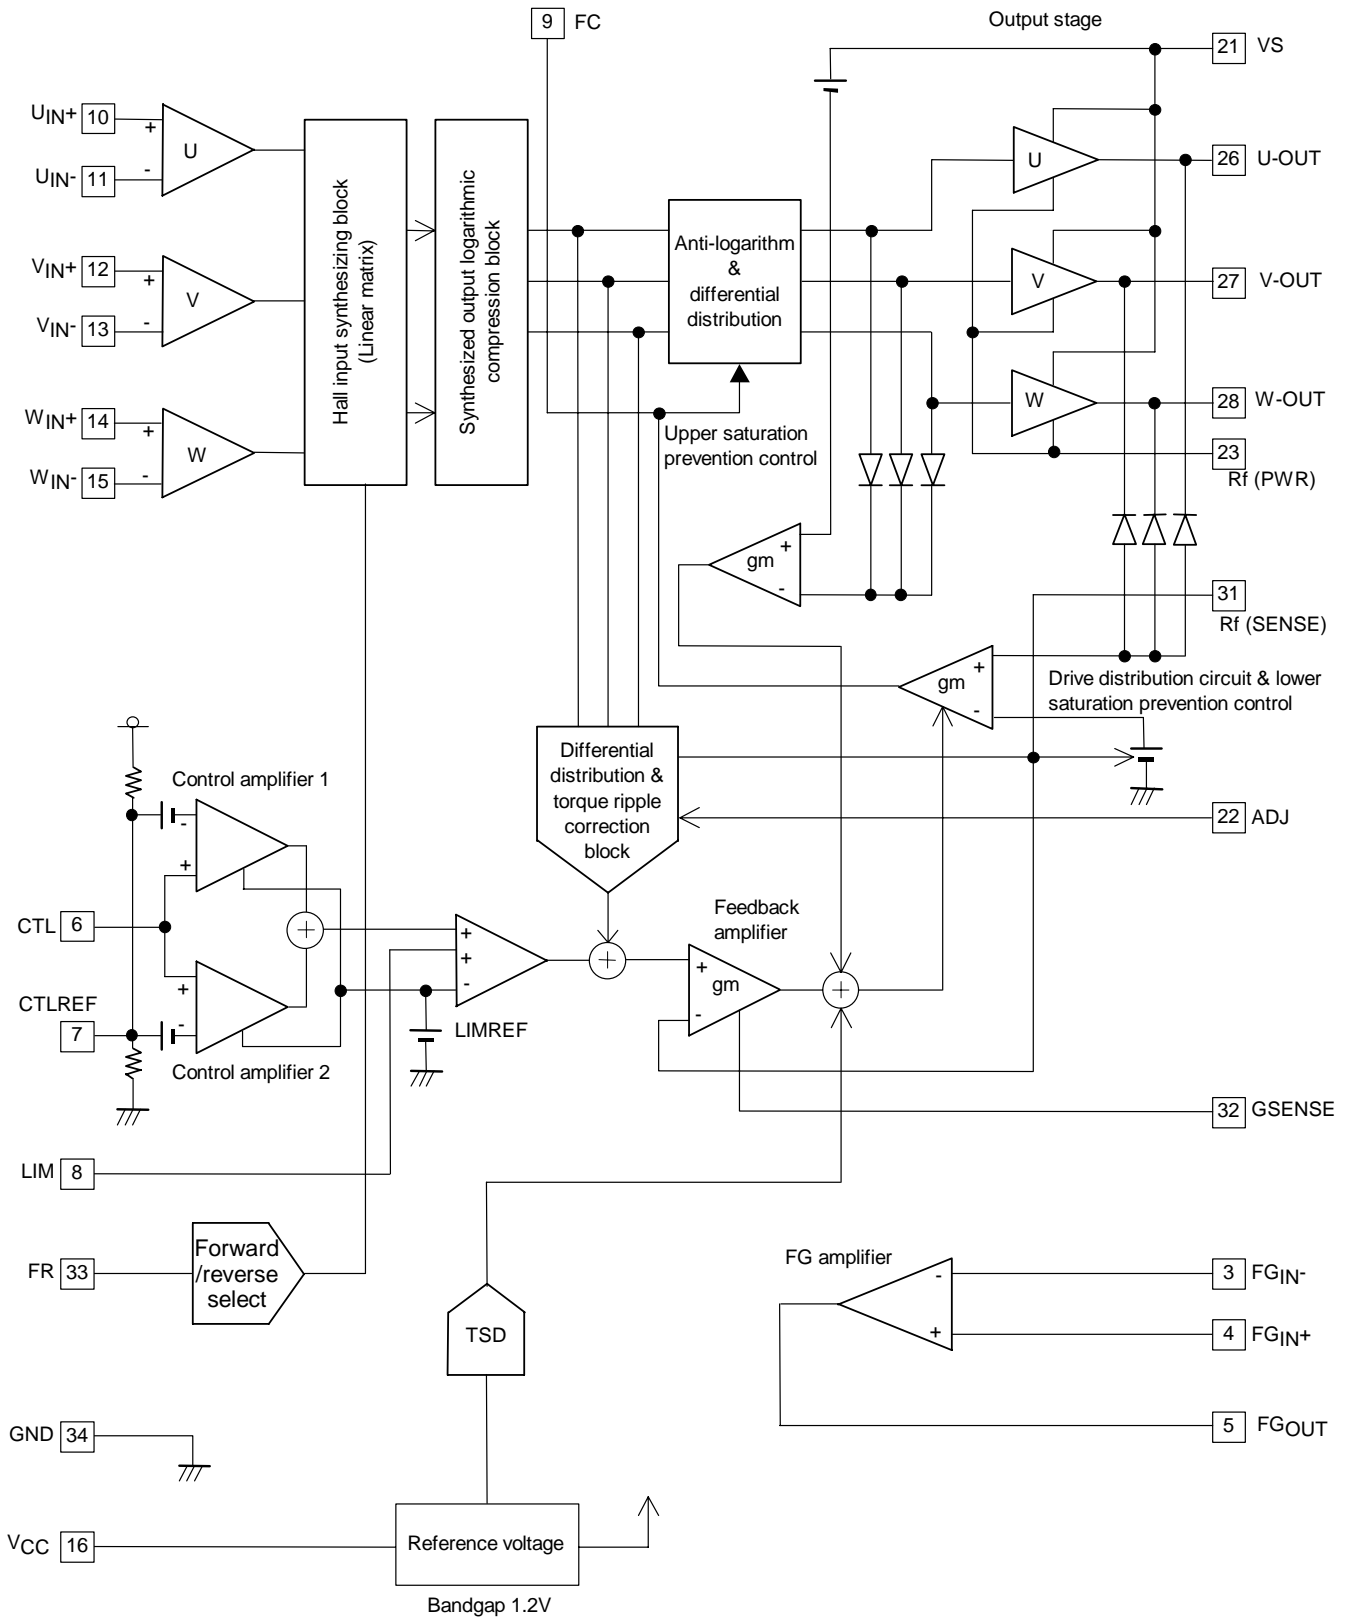 9 FC
Output stage
21 VS
UIN+ 10
+
U
-
UIN- 11
VIN+ 12
+
V
-
VIN- 13
WIN+ 14
+
W
-
WIN- 15
Hall input synthesizing block
(Linear matrix)
Synthesized output logarithmic
compression block
Anti-logarithm
&
differential
distribution
Upper saturation
prevention control
U
26 U-OUT
V
27 V-OUT
W
28 W-OUT
23
Rf (PWR)
+
gm
-
31
Rf (SENSE)
+
gm
-
Drive distribution circuit & lower
saturation prevention control
Differential
distribution &
torque ripple
correction
block
22 ADJ
Control amplifier 1
-
+
CTL 6
+
CTLREF
7
-
Control amplifier 2
+
+
+
-
LIMREF
+
Feedback
amplifier
+
gm
-
+
32 GSENSE
LIM 8
FR 33
Forward
/reverse
select
TSD
FG amplifier
-
+
3 FGIN-
4 FGIN+
5 FGOUT
GND 34
VCC 16
Reference voltage
Bandgap 1.2V